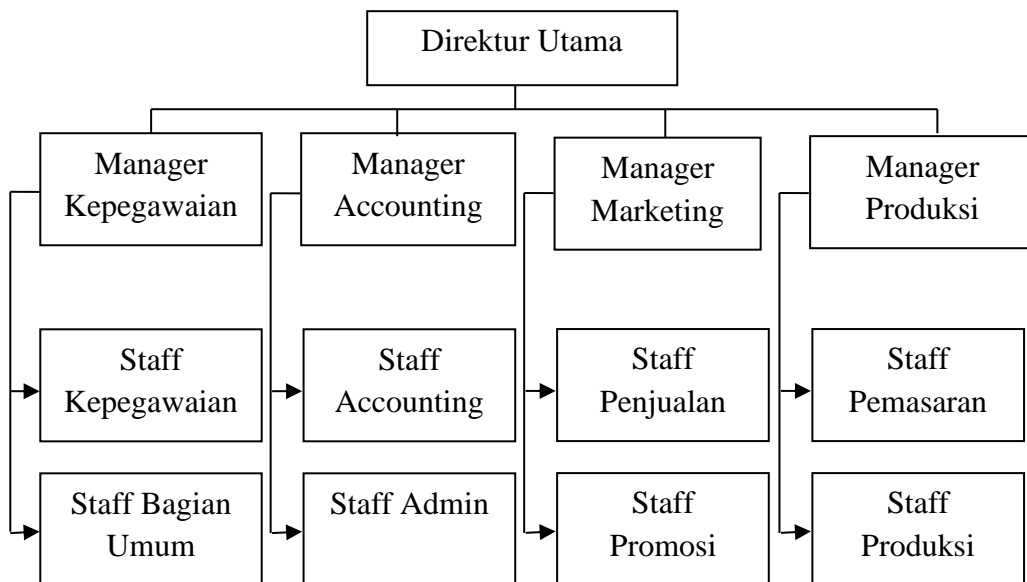 Direktur Utama
Manager
Kepegawaian
Manager
Accounting
Manager
Marketing
Manager
Produksi
Staff
Kepegawaian
Staff
Accounting
Staff
Penjualan
Staff
Pemasaran
Staff Bagian
Umum
Staff Admin
Staff
Promosi
Staff
Produksi